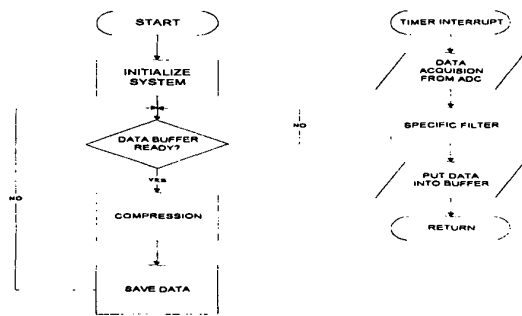 START
INITIALIZE
SYSTEM
DATA BUFFER
READY?
YES
NO
COMPRESSION
SAVE DATA
TIMER INTERRUPT
DATA
ACQUISION
FROM ADC
NO
SPECIFIC FILTER
PUT DATA
INTO BUFFER
RETURN